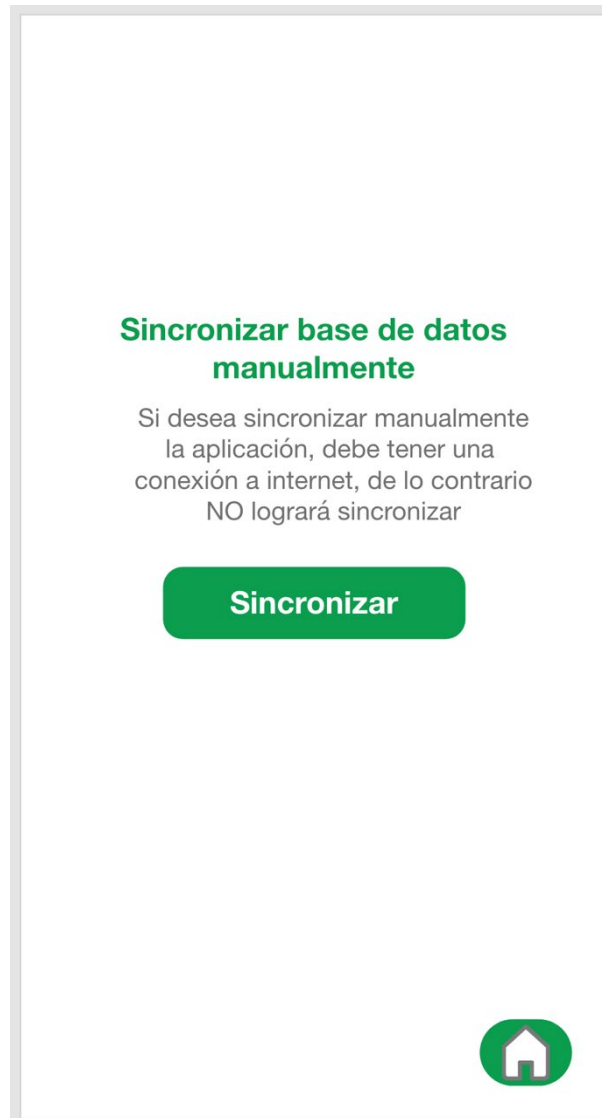 Sincronizar base de datos
manualmente
Si desea sincronizar manualmente
la aplicación, debe tener una
conexión a internet, de lo contrario
NO logrará sincronizar
Sincronizar